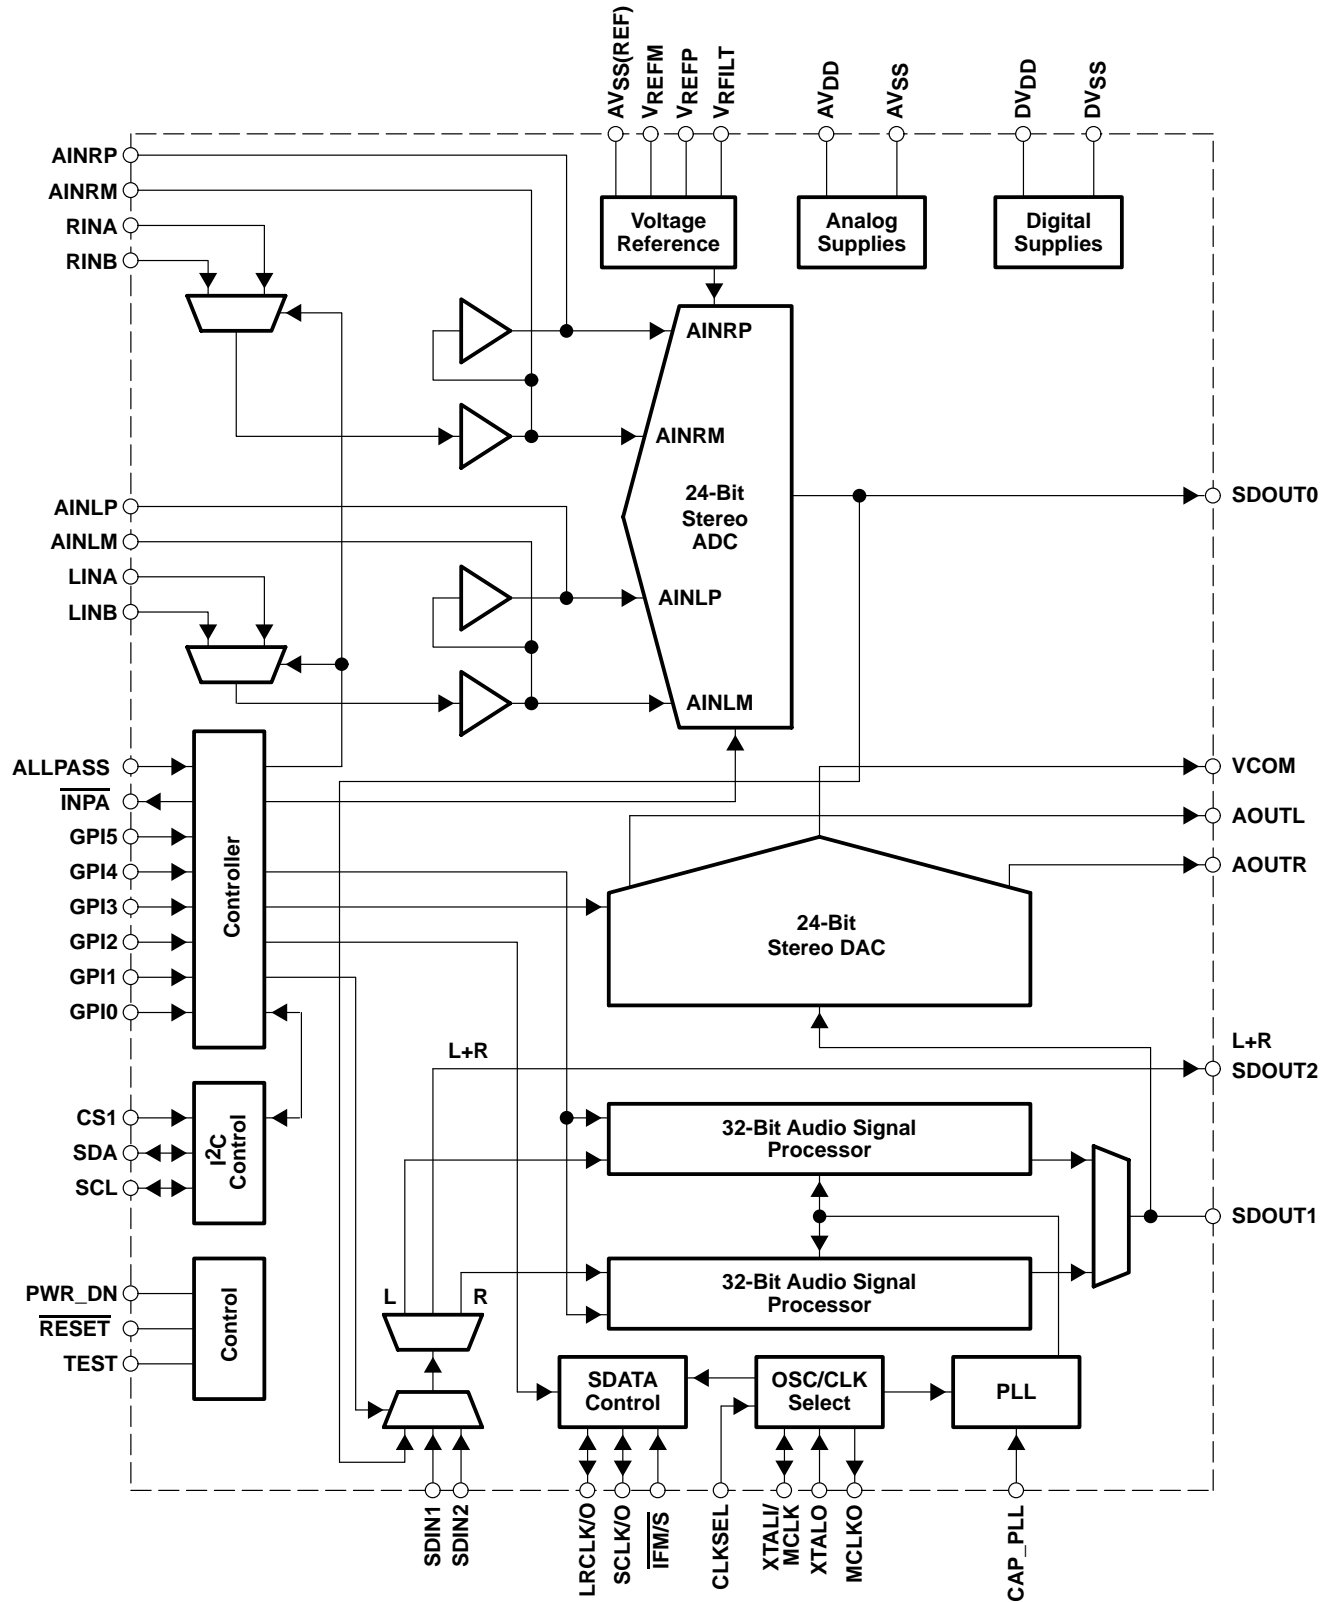 AVSS(REF)
VREFM
VREFP
VRFILT
AVDD
AVSS
DVDD
DVSS
AINRP
AINRM
RINA
RINB
Voltage
Reference
Analog
Supplies
Digital
Supplies
AINRP
AINRM
24-Bit
Stereo
ADC
SDOUT0
AINLP
AINLM
LINA
LINB
AINLP
AINLM
ALLPASS
INPA
GPI5
GPI4
GPI3
GPI2
GPI1
GPI0
Controller
VCOM
AOUTL
AOUTR
24-Bit
Stereo DAC
L+R
L+R
SDOUT2
CS1
SDA
SCL
I2C
Control
32-Bit Audio Signal
Processor
SDOUT1
32-Bit Audio Signal
Processor
PWR_DN
RESET
TEST
Control
L
R
SDATA
Control
OSC/CLK
Select
PLL
SDIN1
SDIN2
LRCLK/O
SCLK/O
IFM/S
CLKSEL
XTALI/
MCLK
XTALO
MCLKO
CAP_PLL